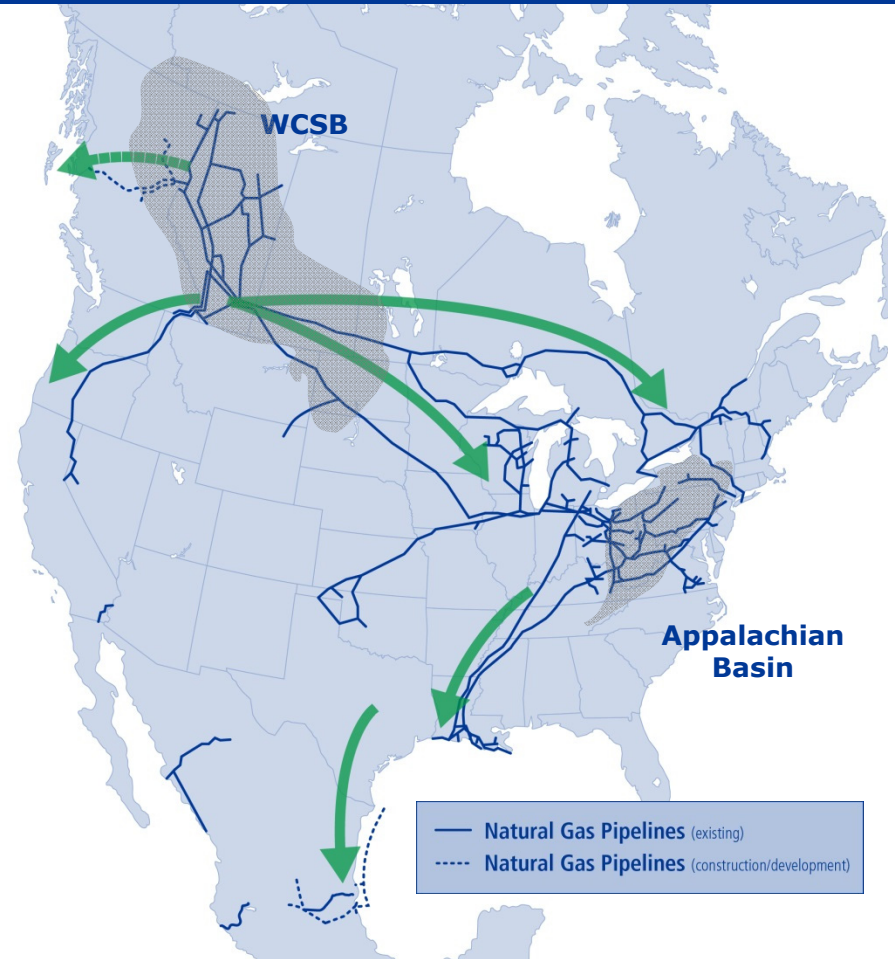 WCSB
Appalachian
Basin
Natural Gas Pipelines (existing)
Natural Gas Pipelines (construction/development)